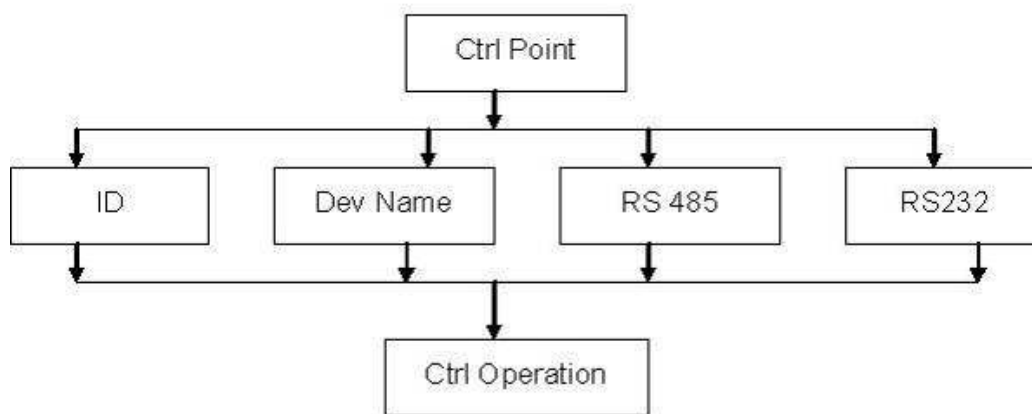 Ctrl Point
ID
Dev Name
RS 485
RS232
Ctrl Operation